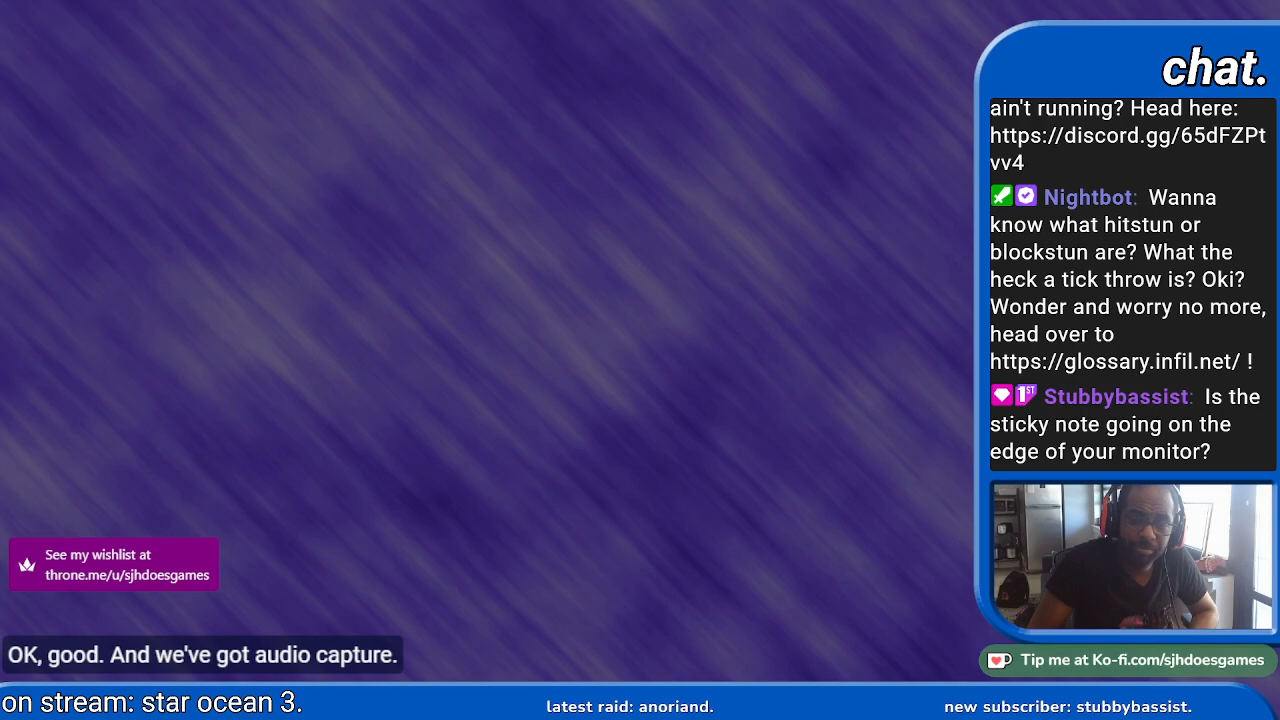 chat.
ain't running? Head here:
https://discord.gg/65dFZPt
vv4
Nightbot: Wanna
know what hitstun or
blockstun are? What the
heck a tick throw is? Oki?
Wonder and worry no more,
head over to
https://glossary.infil.net/ !
1ST Stubbybassist: Is the
sticky note going on the
edge of your monitor?
See my wishlist at
throne.me/u/sjhdoesgames
OK, good. And we've got audio capture.
Tip me at Ko-fi.com/sjhdoesgames
on stream: star ocean 3.
latest raid: anoriand.
new subscriber: stubbybassist.